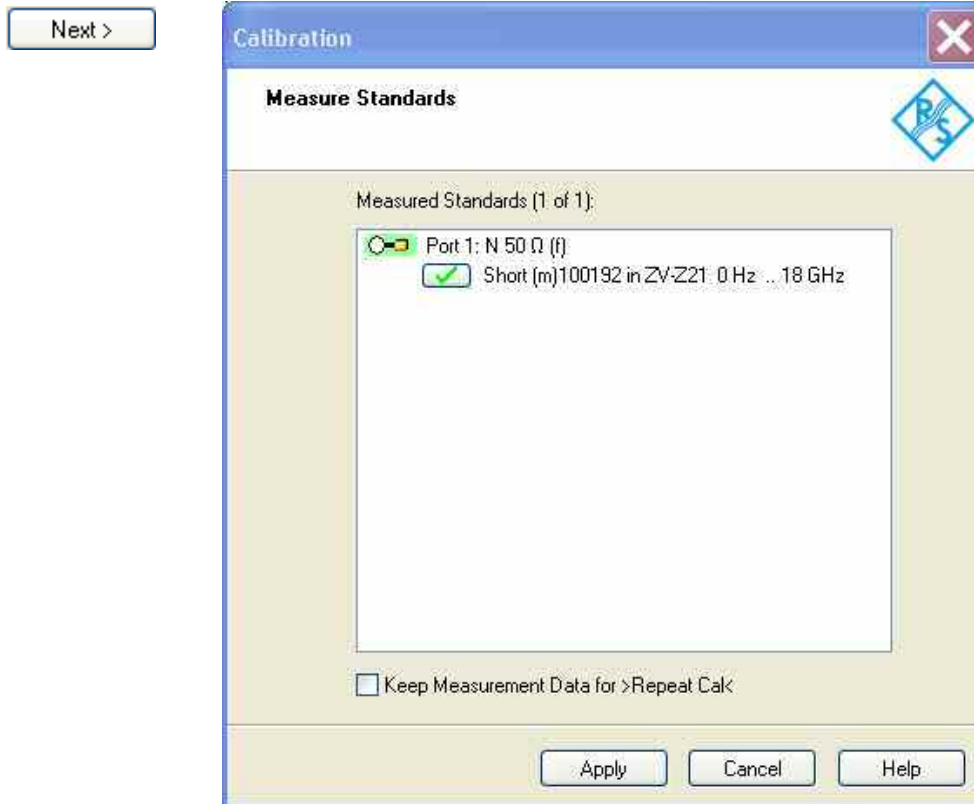 Next >
Calibration
Measure Standards
R
S
Measured Standards (1 of 1):
Port 1: N 50 Ω (f)
Short (m)100192 in ZV-Z21 0 Hz .. 18 GHz
Keep Measurement Data for >Repeat Cal<
Apply Cancel Help